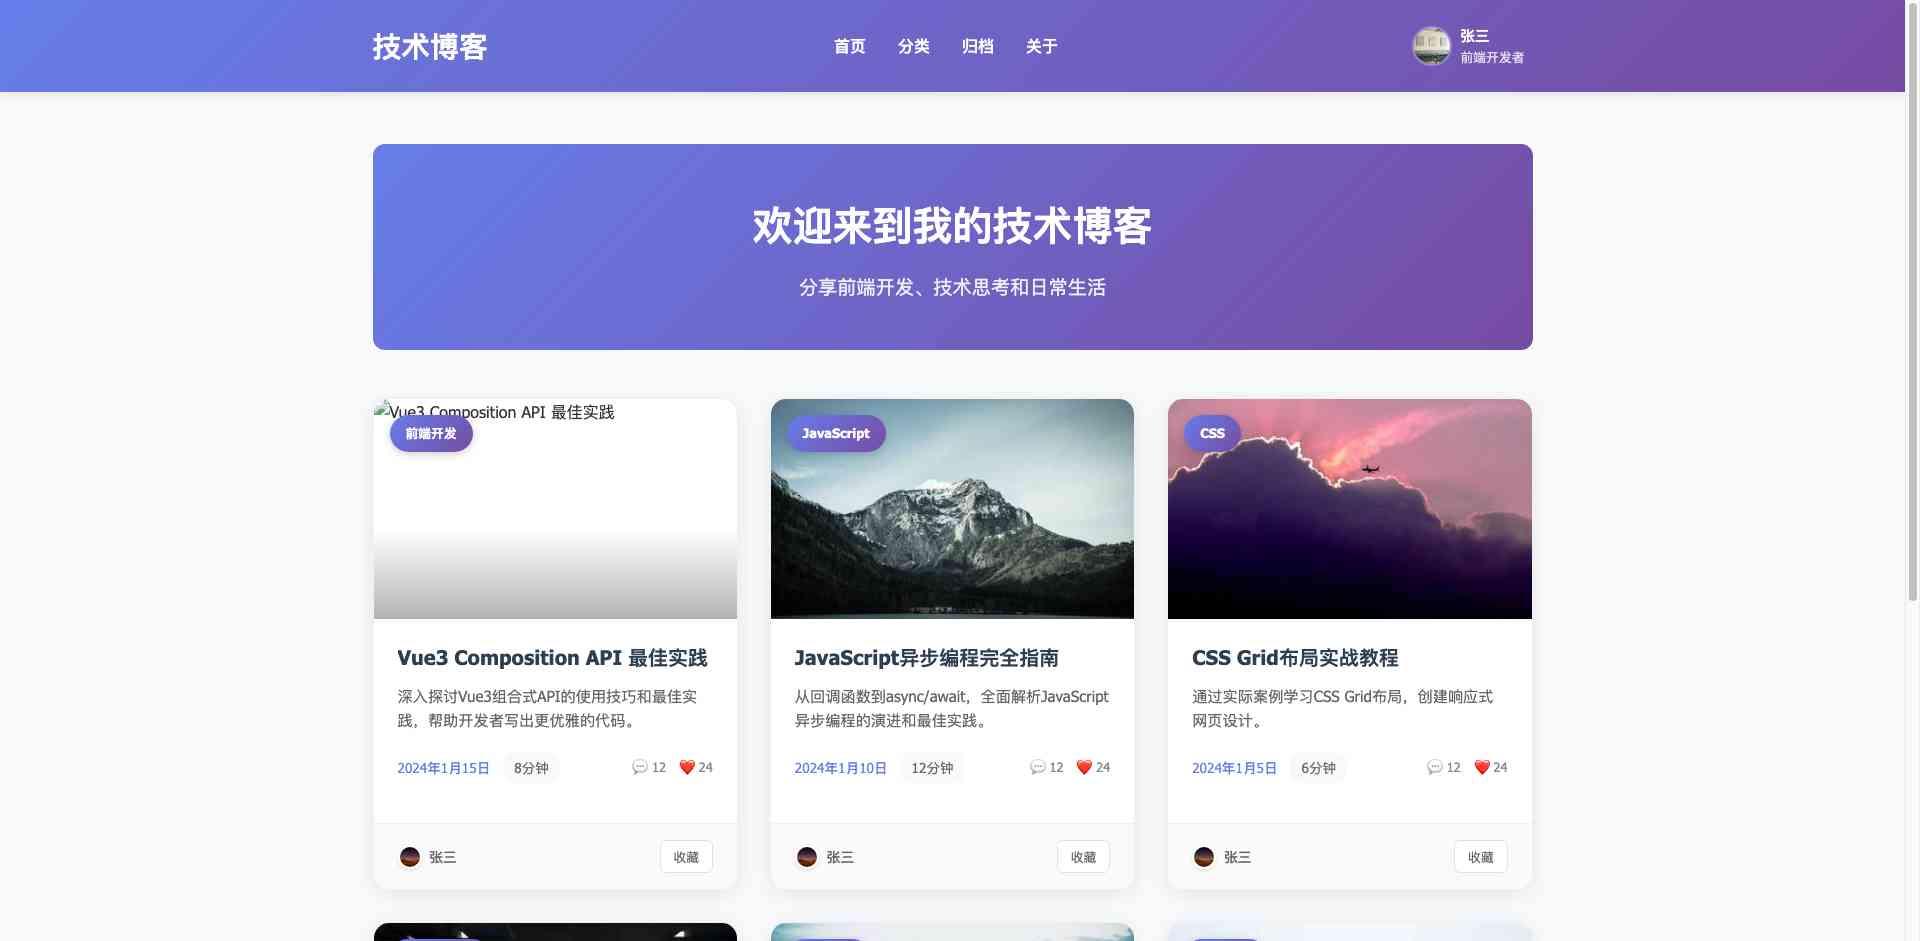 技术博客
首页
分类
归档
关于
张三
前端开发者
欢迎来到我的技术博客
分享前端开发、技术思考和日常生活
Vue3 Composition API 最佳实践
前端开发
Vue3 Composition API 最佳实践
深入探讨Vue3组合式API的使用技巧和最佳实
践，帮助开发者写出更优雅的代码。
2024年1月15日
8分钟
12
24
张三
收藏
JavaScript
JavaScript异步编程完全指南
从回调函数到async/await，全面解析JavaScript
异步编程的演进和最佳实践。
2024年1月10日
12分钟
12
24
张三
收藏
CSS
CSS Grid布局实战教程
通过实际案例学习CSS Grid布局，创建响应式
网页设计。
2024年1月5日
6分钟
12
24
张三
收藏